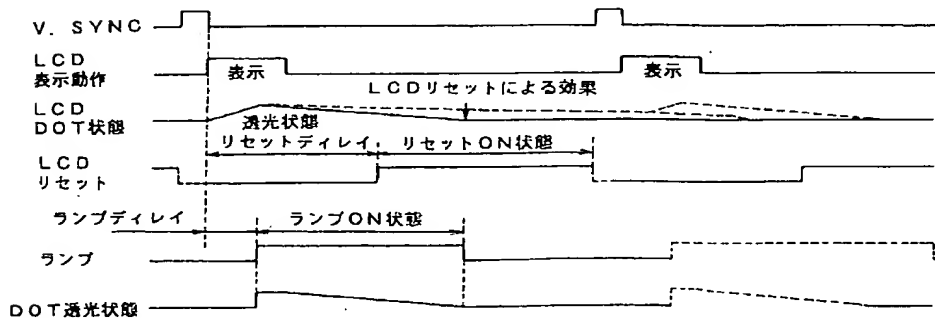 V. SYNC
LCD
表示動作
表示
表示
LCDリセットによる効果
LCD
DOT状態
透光状態
リセットディレイ
リセットON状態
LCD
リセット
ランプディレイ
ランプON状態
ランプ
DOT透光状態